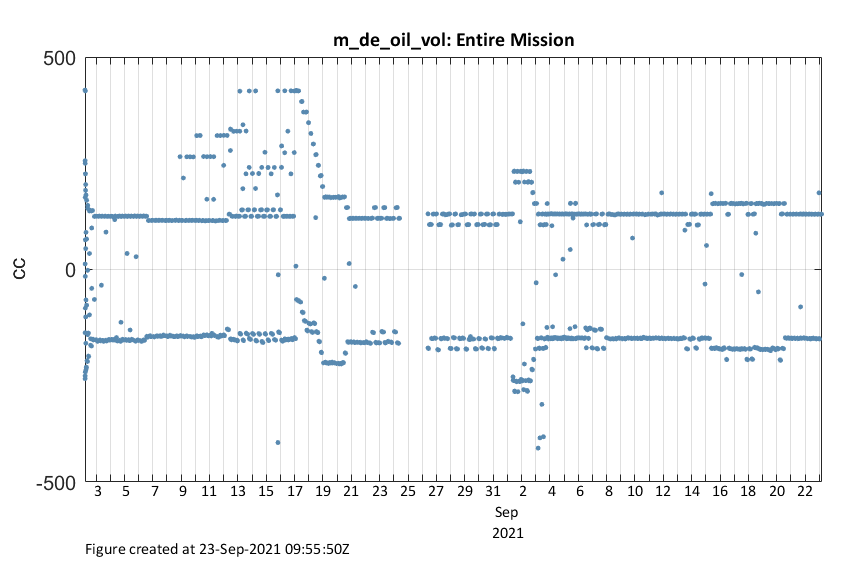 m_de_oil_vol: Entire Mission
500
0
-500
CC
3 5 7 9 11 13 15 17 19 21 23 25 27 29 31 2 4 6 8 10 12 14 16 18 20 22
Sep
2021
Figure created at 23-Sep-2021 09:55:50Z